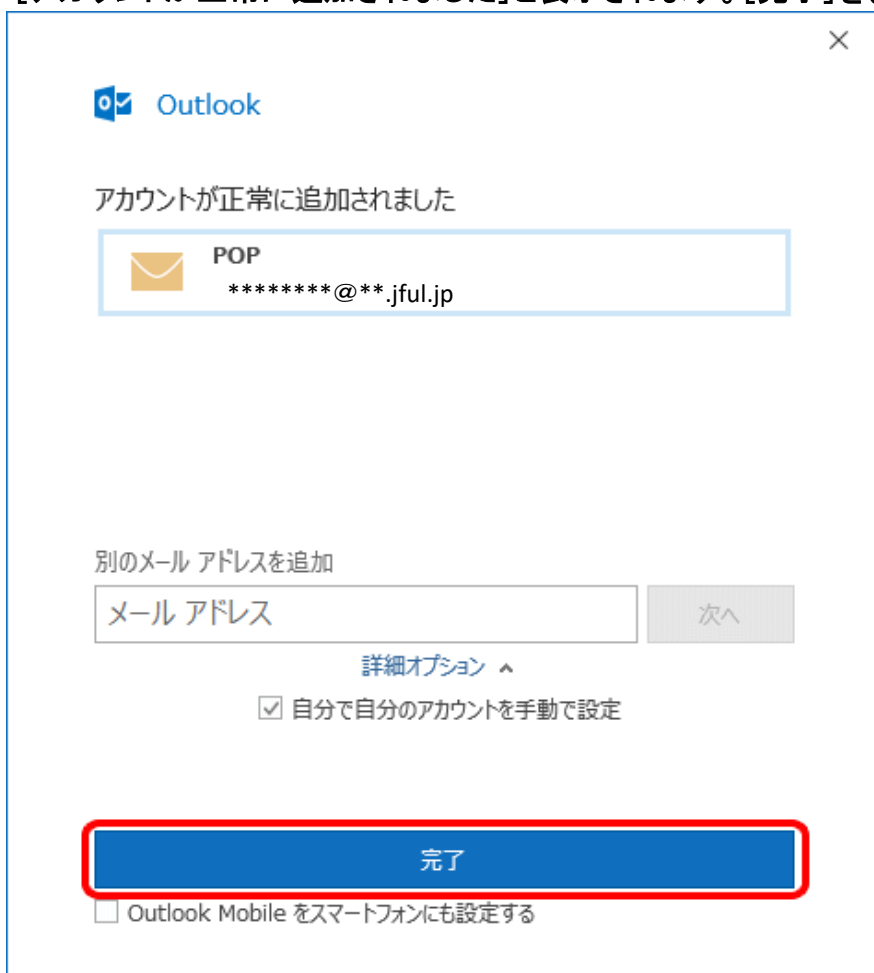 Outlook
アカウントが正常に追加されました
POP
********@**.jful.jp
別のメール アドレスを追加
メール アドレス
次へ
詳細オプション
自分で自分のアカウントを手動で設定
完了
Outlook Mobile をスマートフォンにも設定する